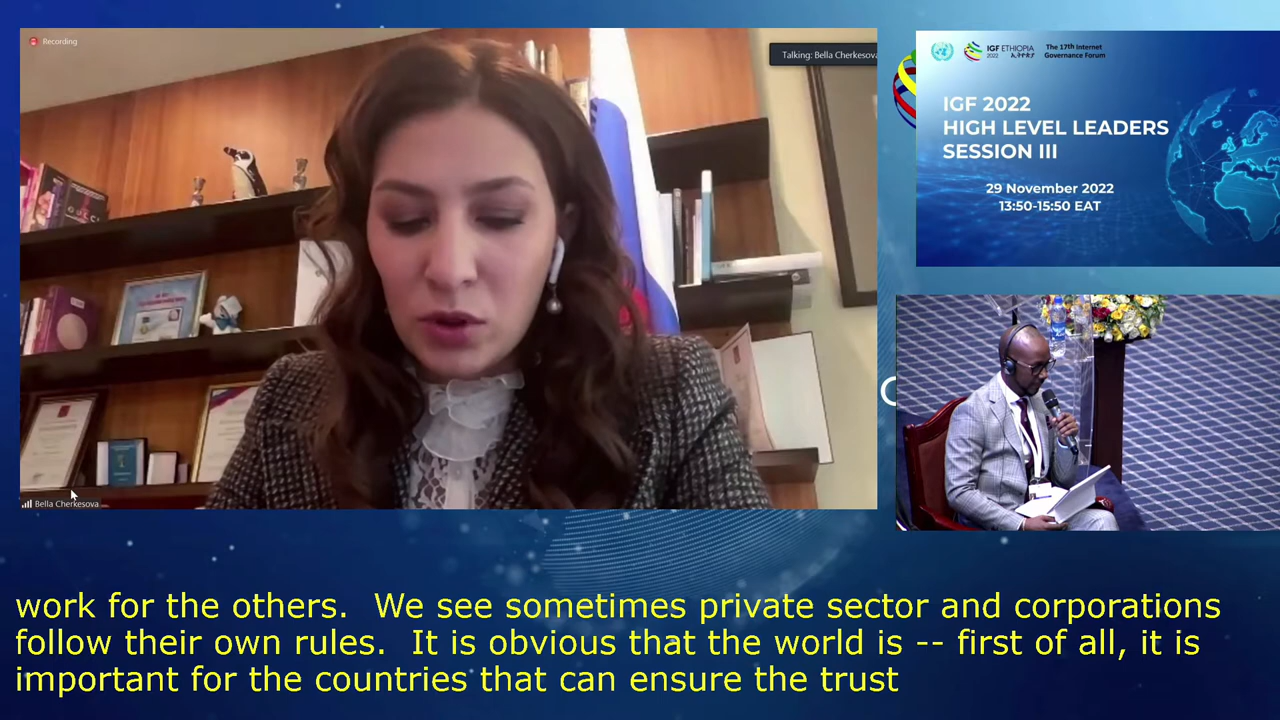 Recording
Talking: Bella Cherkesova
IGF ETHIOPIA
2022 ኢትዮጵያ
The 17th Internet
Governance Forum
IGF 2022
HIGH LEVEL LEADERS
SESSION III
29 November 2022
13:50-15:50 EAT
Bella Cherkesova
work for the others. We see sometimes private sector and corporations
follow their own rules. It is obvious that the world is -- first of all, it is
important for the countries that can ensure the trust